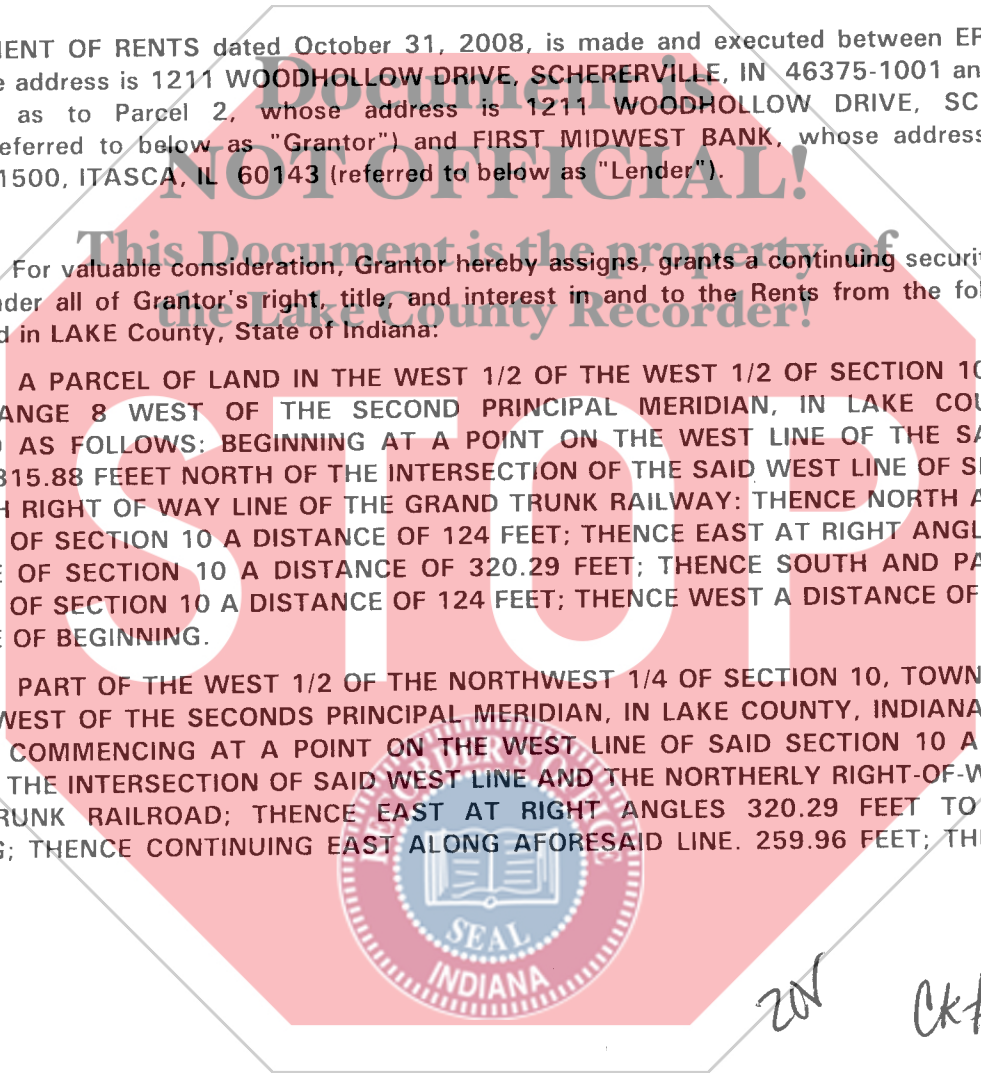 MENT OF RENTS dated October 31, 2008, is made and executed between EP
e address is 1211 WOODHOLLOW DRIVE, SCHERERVILLE, IN 46375-1001 an
as to Parcel 2, whose address is 1211 WOODHOLLOW DRIVE, SC
eferred to below as "Grantor") and FIRST MIDWEST BANK, whose address
1500, ITASCA, IL 60143 (referred to below as "Lender").
Document is
NOT OFFICIAL!
This Document is the property of
the Lake County Recorder!
For valuable consideration, Grantor hereby assigns, grants a continuing securit
nder all of Grantor's right, title, and interest in and to the Rents from the fol
d in LAKE County, State of Indiana:
A PARCEL OF LAND IN THE WEST 1/2 OF THE WEST 1/2 OF SECTION 10
ANGE 8 WEST OF THE SECOND PRINCIPAL MERIDIAN, IN LAKE COU
D AS FOLLOWS: BEGINNING AT A POINT ON THE WEST LINE OF THE SA
815.88 FEEET NORTH OF THE INTERSECTION OF THE SAID WEST LINE OF S
H RIGHT OF WAY LINE OF THE GRAND TRUNK RAILWAY: THENCE NORTH A
OF SECTION 10 A DISTANCE OF 124 FEET; THENCE EAST AT RIGHT ANGL
E OF SECTION 10 A DISTANCE OF 320.29 FEET; THENCE SOUTH AND PA
OF SECTION 10 A DISTANCE OF 124 FEET; THENCE WEST A DISTANCE OF
E OF BEGINNING.
STOP
PART OF THE WEST 1/2 OF THE NORTHWEST 1/4 OF SECTION 10, TOWN
WEST OF THE SECONDS PRINCIPAL MERIDIAN, IN LAKE COUNTY, INDIANA
COMMENCING AT A POINT ON THE WEST LINE OF SAID SECTION 10 A
THE INTERSECTION OF SAID WEST LINE AND THE NORTHERLY RIGHT-OF-W
RUNK RAILROAD; THENCE EAST AT RIGHT ANGLES 320.29 FEET TO
G; THENCE CONTINUING EAST ALONG AFORESAID LINE. 259.96 FEET; TH
RECORDER'S OFFICE
SEAL
INDIANA